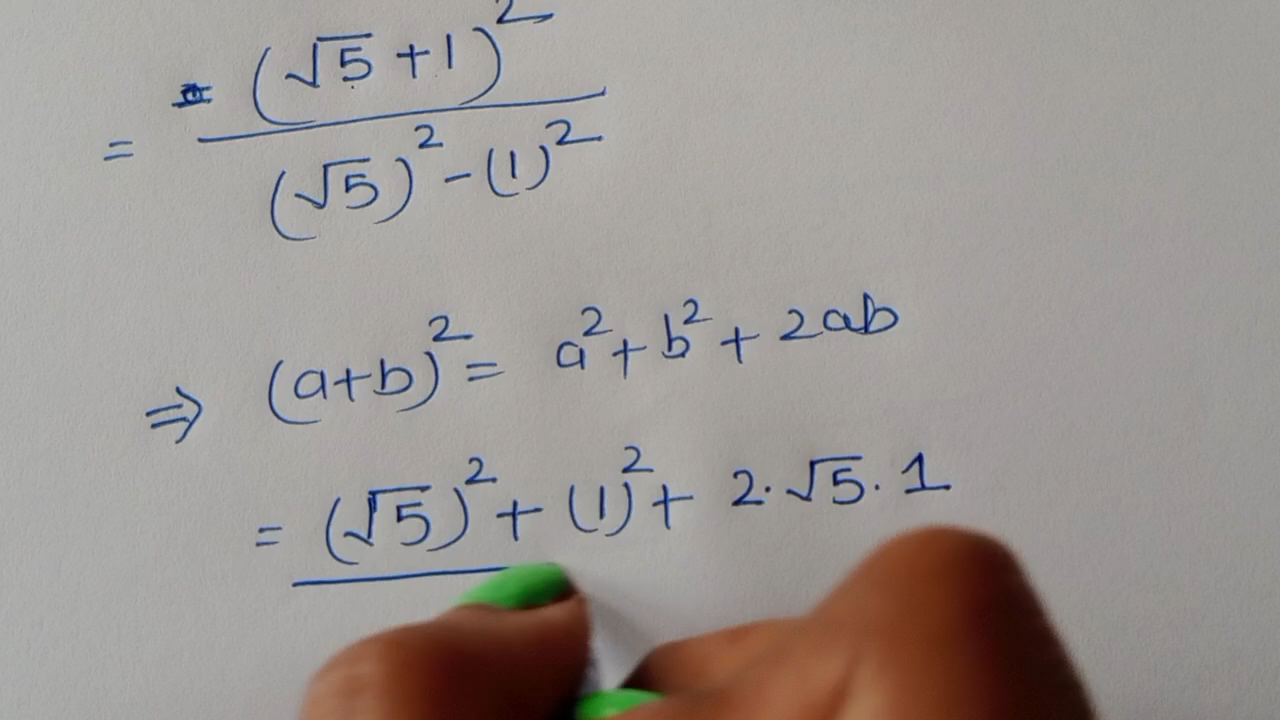 (√5 + 1)²
= ───────
(√5)² - (1)²
⇒ (a+b)² = a² + b² + 2ab
= (√5)² + (1)² + 2·√5·1